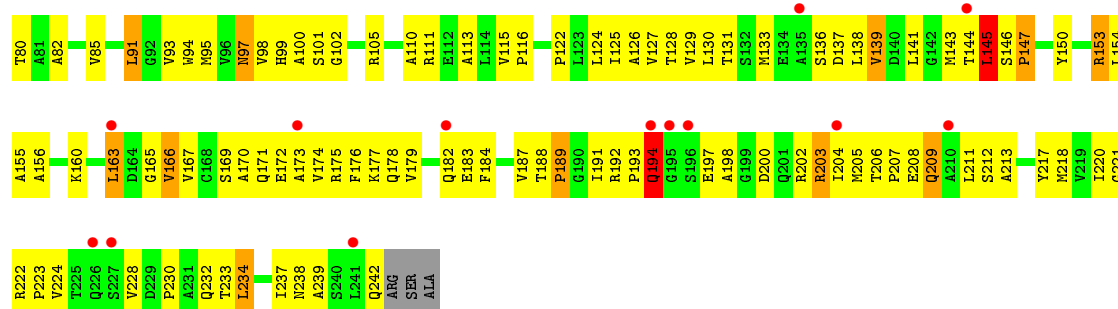 T80 A81 A82 V85 L91 G92 V93 W94 M95 V96 N97 V98 H99 A100 S101 G102 R105 A110 R111 E112 A113 L114 V115 P116 P122 L123 L124 I125 A126 V127 T128 V129 L130 T131 S132 M133 E134 A135 S136 D137 L138 V139 D140 L141 G142 M143 T144 L145 S146 P147 Y150 R153 L154
A155 A156 K160 L163 D164 G165 V166 V167 C168 S169 A170 Q171 E172 A173 V174 R175 F176 K177 Q178 V179 Q182 E183 F184 V187 T188 P189 G190 I191 R192 P193 Q194 G195 S196 E197 A198 G199 D200 Q201 R202 R203 I204 M205 T206 P207 E208 Q209 A210 L211 S212 A213 Y217 M218 V219 I220 G221
R222 P223 V224 T225 Q226 S227 V228 D229 P230 A231 Q232 T233 L234 I237 N238 A239 S240 L241 Q242 ARG SER ALA